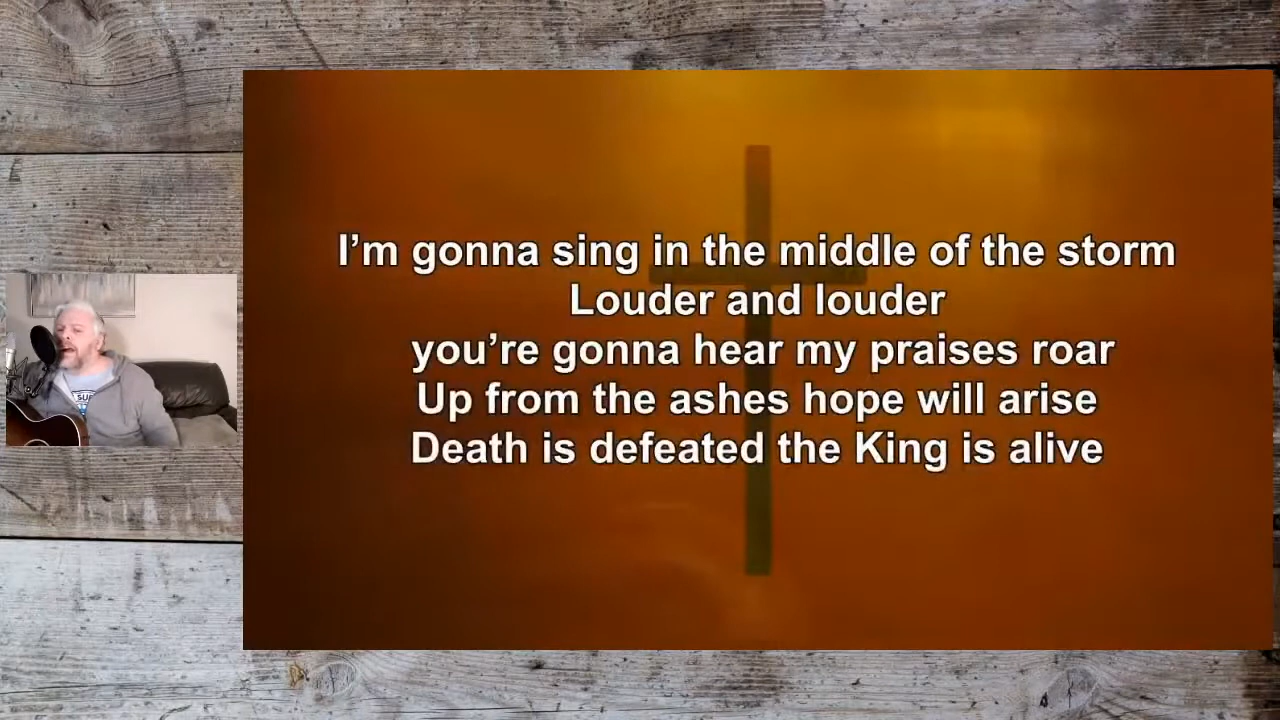 I'm gonna sing in the middle of the storm
Louder and louder
you're gonna hear my praises roar
Up from the ashes hope will arise
Death is defeated the King is alive